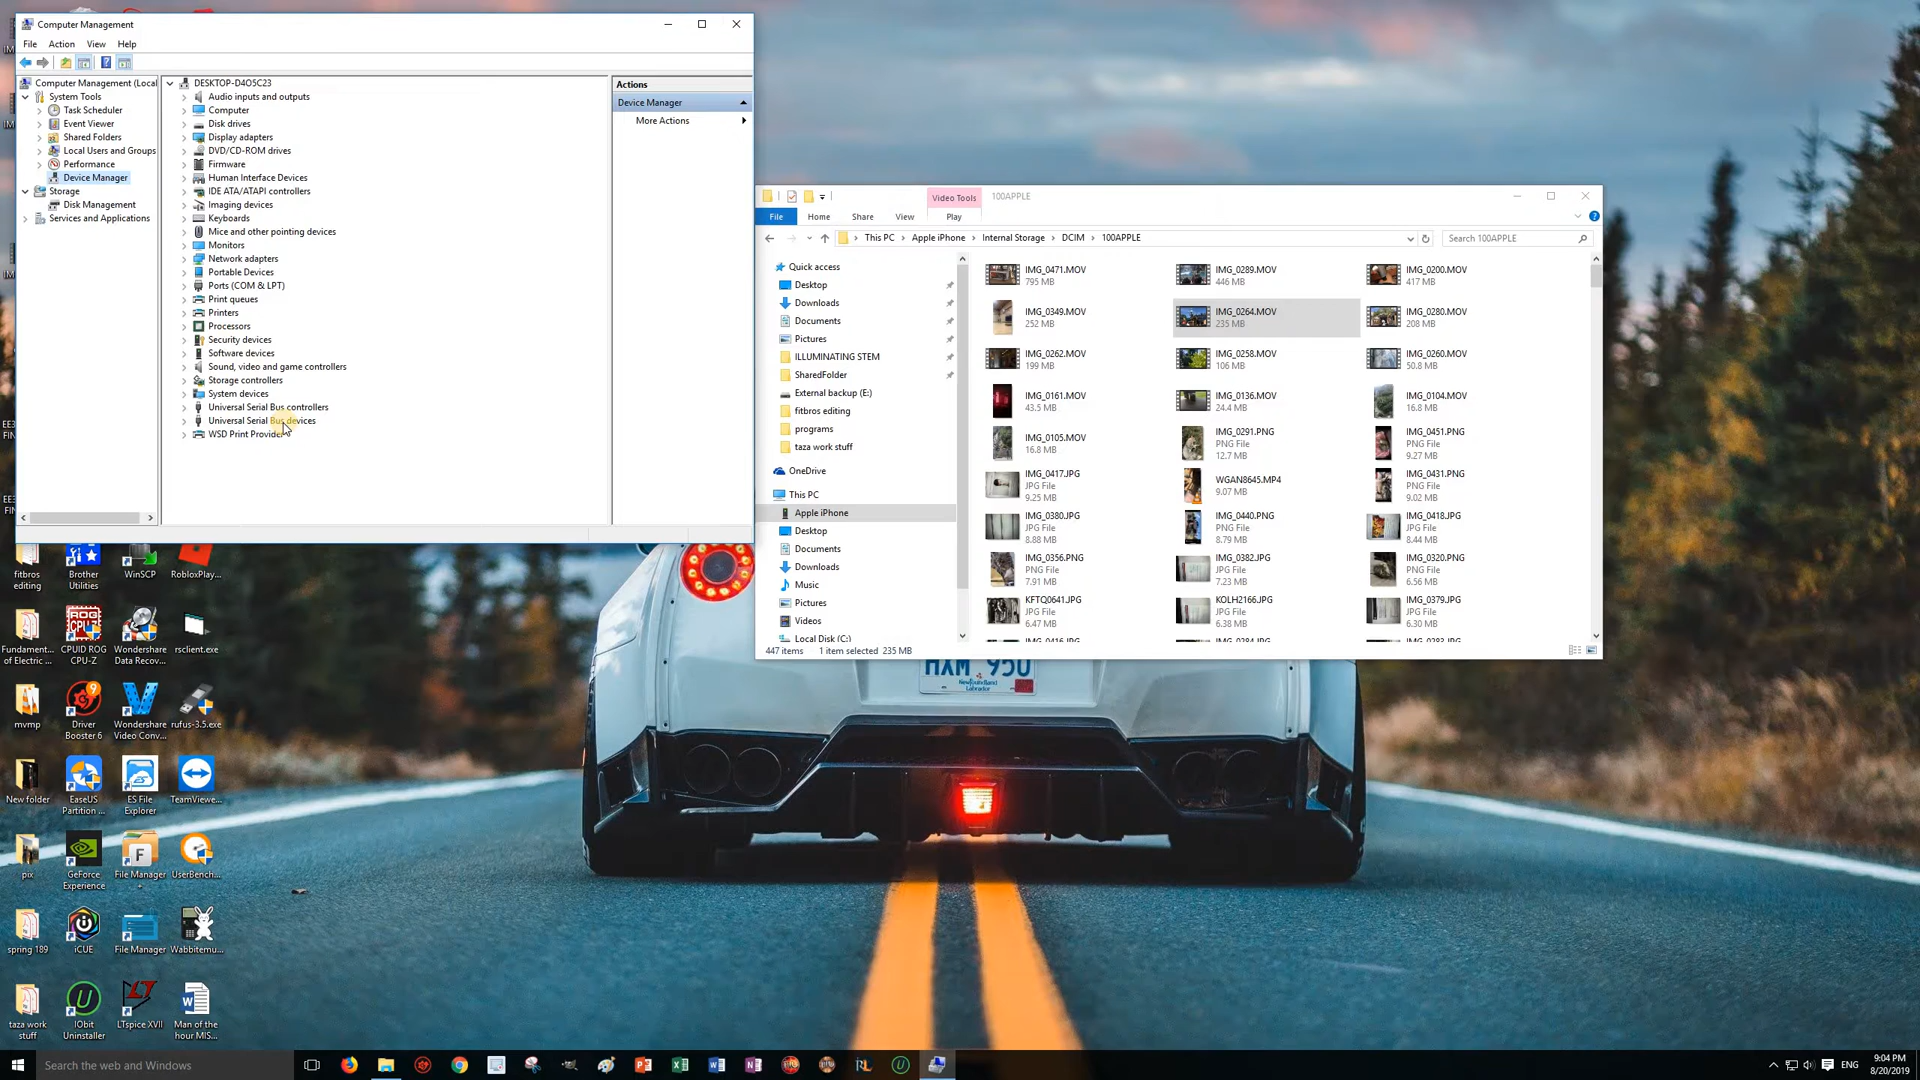 Computer Management
File Action View Help
Computer Management (Local
System Tools
Task Scheduler
Event Viewer
Shared Folders
Local Users and Groups
Performance
Device Manager
Storage
Disk Management
Services and Applications
DESKTOP-D4O5C23
Audio inputs and outputs
Computer
Disk drives
Display adapters
DVD/CD-ROM drives
Firmware
Human Interface Devices
IDE ATA/ATAPI controllers
Imaging devices
Keyboards
Mice and other pointing devices
Monitors
Network adapters
Portable Devices
Ports (COM & LPT)
Print queues
Printers
Processors
Security devices
Software devices
Sound, video and game controllers
Storage controllers
System devices
Universal Serial Bus controllers
Universal Serial Bus devices
WSD Print Provider
Actions
Device Manager
More Actions
Video Tools 100APPLE
File Home Share View Play
This PC Apple iPhone Internal Storage DCIM 100APPLE
Search 100APPLE
Quick access
Desktop
Downloads
Documents
Pictures
ILLUMINATING STEM
SharedFolder
External backup (E:)
fitbros editing
programs
taza work stuff
OneDrive
This PC
Apple iPhone
Desktop
Documents
Downloads
Music
Pictures
Videos
Local Disk (C:)
IMG_0471.MOV
795 MB
IMG_0289.MOV
446 MB
IMG_0200.MOV
417 MB
IMG_0349.MOV
252 MB
IMG_0264.MOV
235 MB
IMG_0280.MOV
208 MB
IMG_0262.MOV
199 MB
IMG_0258.MOV
106 MB
IMG_0260.MOV
50.8 MB
IMG_0161.MOV
43.5 MB
IMG_0136.MOV
24.4 MB
IMG_0104.MOV
16.8 MB
IMG_0105.MOV
16.8 MB
IMG_0291.PNG
PNG File
12.7 MB
IMG_0451.PNG
PNG File
9.27 MB
IMG_0417.JPG
JPG File
9.25 MB
WGAN8645.MP4
9.07 MB
IMG_0431.PNG
PNG File
9.02 MB
IMG_0380.JPG
JPG File
8.88 MB
IMG_0440.PNG
PNG File
8.79 MB
IMG_0418.JPG
JPG File
8.44 MB
IMG_0356.PNG
PNG File
7.91 MB
IMG_0382.JPG
JPG File
7.23 MB
IMG_0320.PNG
PNG File
6.56 MB
KFTQ0641.JPG
JPG File
6.47 MB
KOLH2166.JPG
JPG File
6.38 MB
IMG_0379.JPG
JPG File
6.30 MB
447 items 1 item selected 235 MB
HXM 950
Newfoundland
Labrador
fitbros
editing
Brother
Utilities
WinSCP
RobloxPlay...
Fundament...
of Electric ...
CPUID ROG
CPU-Z
Wondershare
Data Recov...
rsclient.exe
mvmp
Driver
Booster 6
Wondershare
Video Conv...
rufus-3.5.exe
New folder
EaseUS
Partition ...
ES File
Explorer
TeamViewe...
pix
GeForce
Experience
File Manager
+
UserBench...
spring 189
iCUE
File Manager
Wabbitemu...
taza work
stuff
IObit
Uninstaller
LTspice XVII
Man of the
hour MIS...
Search the web and Windows
ENG
9:04 PM
8/20/2019